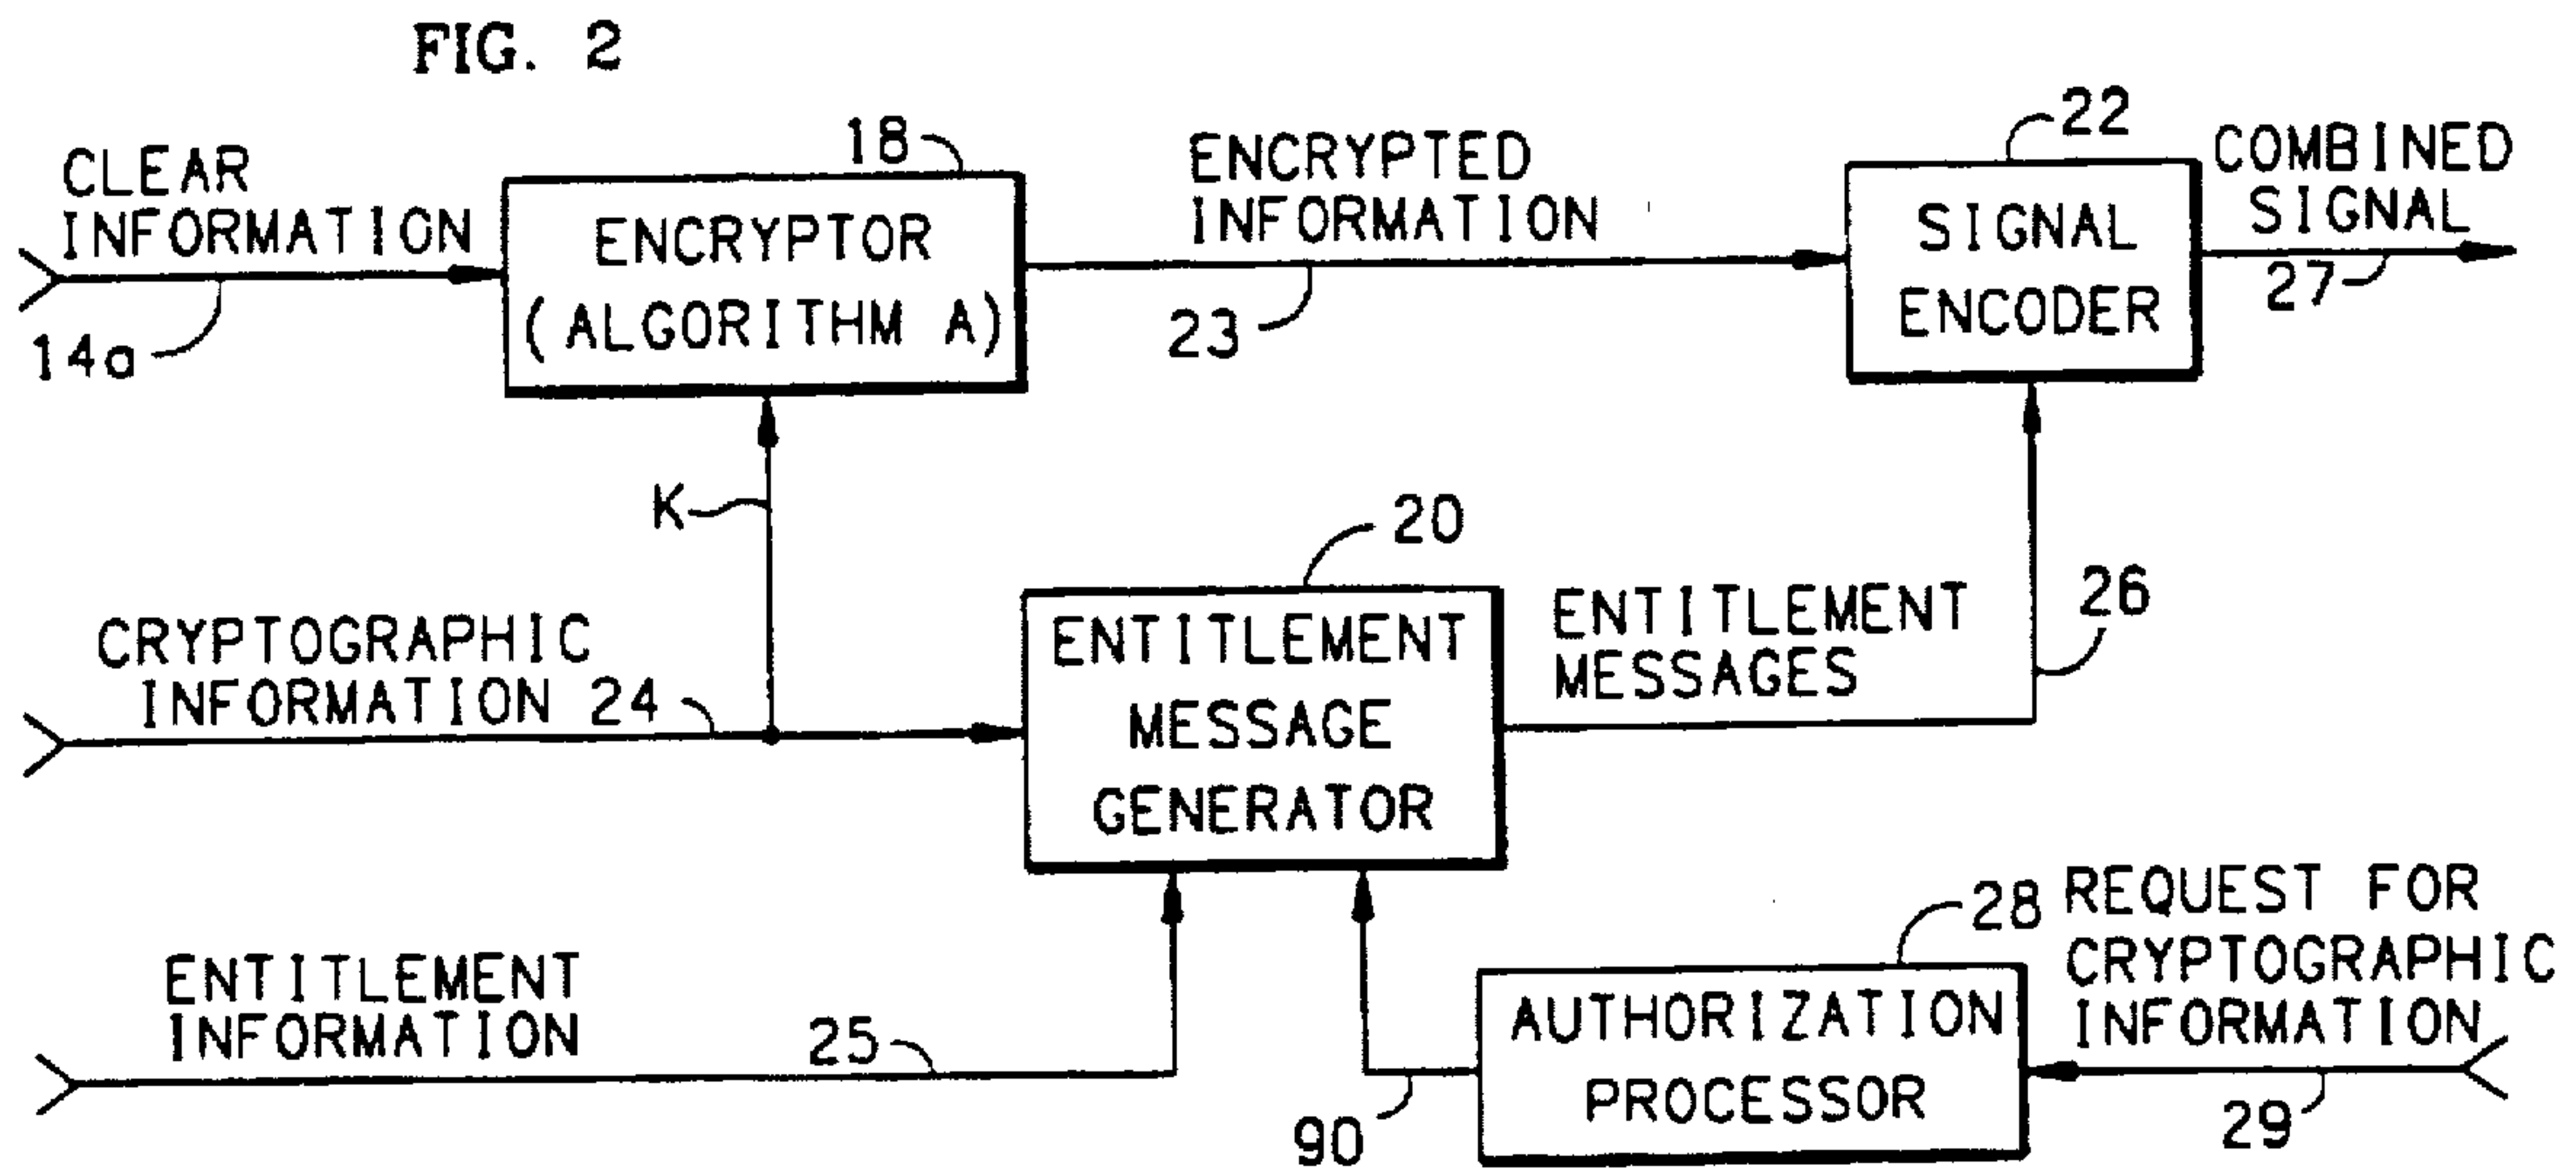 FIG. 2
CLEAR
INFORMATION
14a
18
ENCRYPTOR
(ALGORITHM A)
ENCRYPTED
INFORMATION
23
22
SIGNAL
ENCODER
COMBINED
SIGNAL
27
K
CRYPTOGRAPHIC
INFORMATION 24
20
ENTITLEMENT
MESSAGE
GENERATOR
ENTITLEMENT
MESSAGES
26
ENTITLEMENT
INFORMATION
25
90
28
AUTHORIZATION
PROCESSOR
REQUEST FOR
CRYPTOGRAPHIC
INFORMATION
29